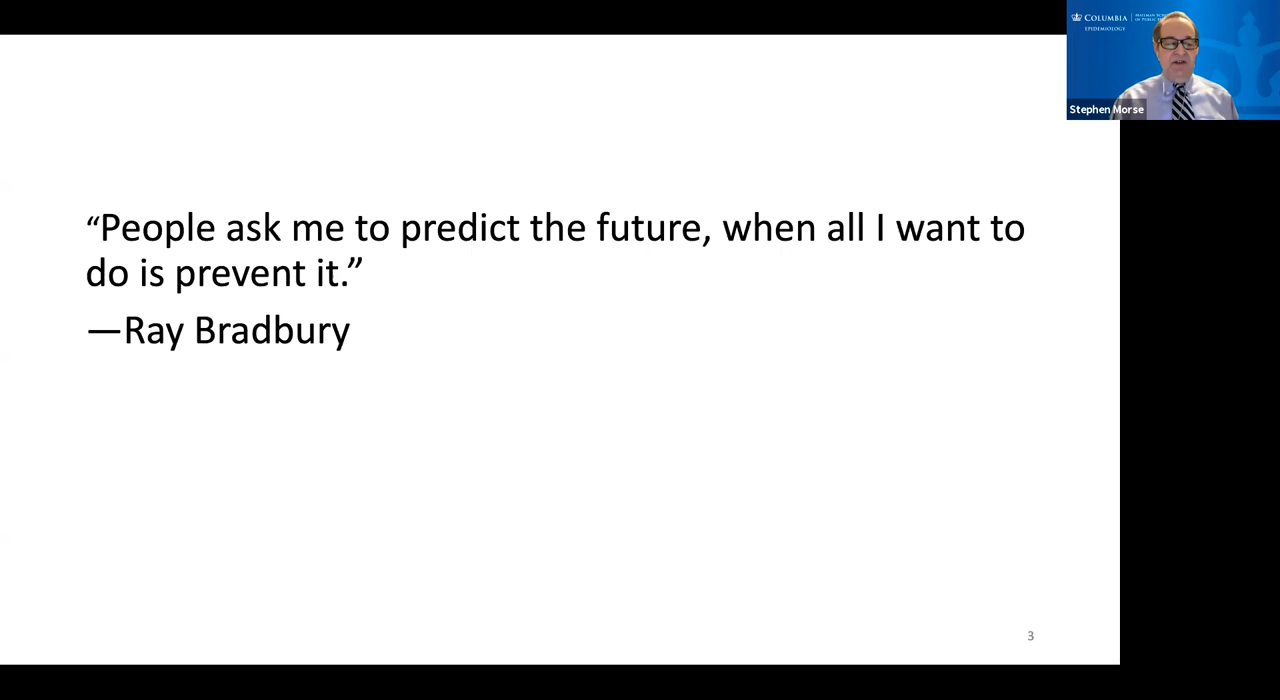 COLUMBIA
EPIDEMIOLOGY
Stephen Morse
“People ask me to predict the future, when all I want to
do is prevent it.”
—Ray Bradbury
3